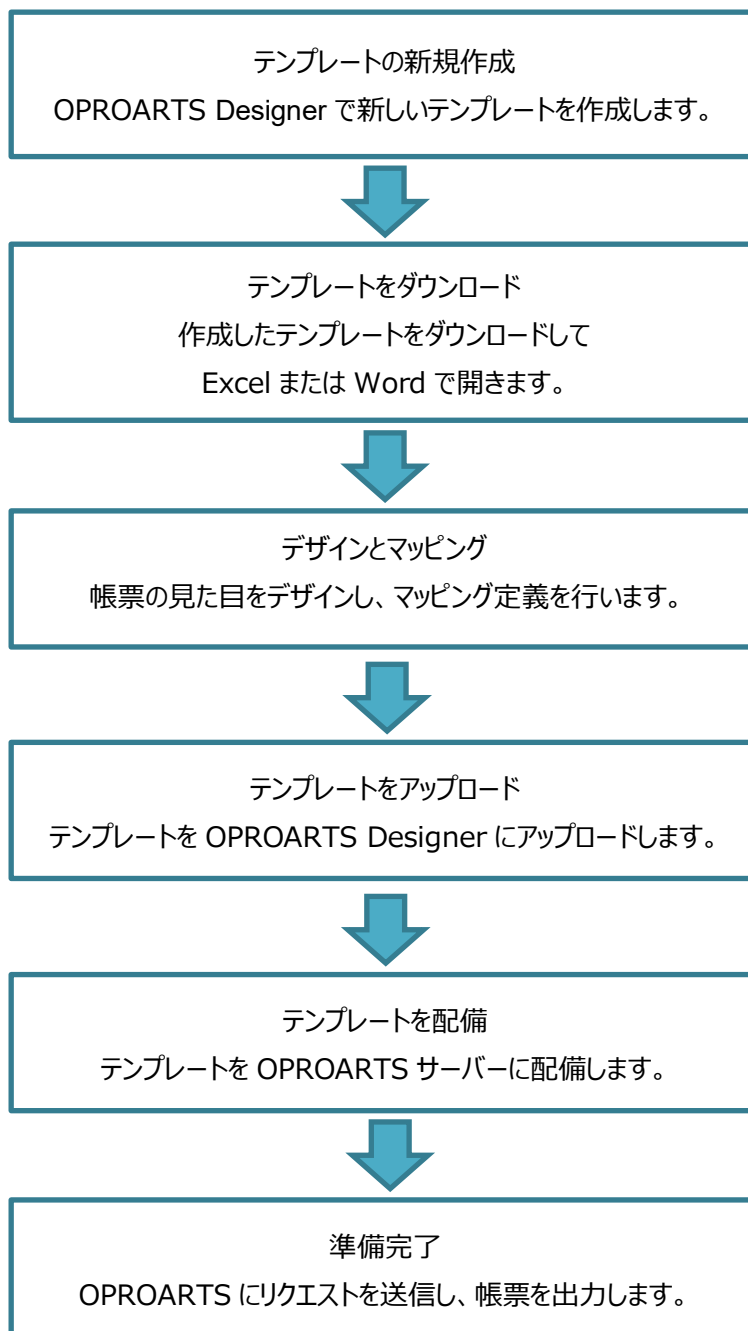 テンプレートの新規作成
OPROARTS Designer で新しいテンプレートを作成します。
テンプレートをダウンロード
作成したテンプレートをダウンロードして
Excel または Word で開きます。
デザインとマッピング
帳票の見た目をデザインし、マッピング定義を行います。
テンプレートをアップロード
テンプレートを OPROARTS Designer にアップロードします。
テンプレートを配備
テンプレートを OPROARTS サーバーに配備します。
準備完了
OPROARTS にリクエストを送信し、帳票を出力します。